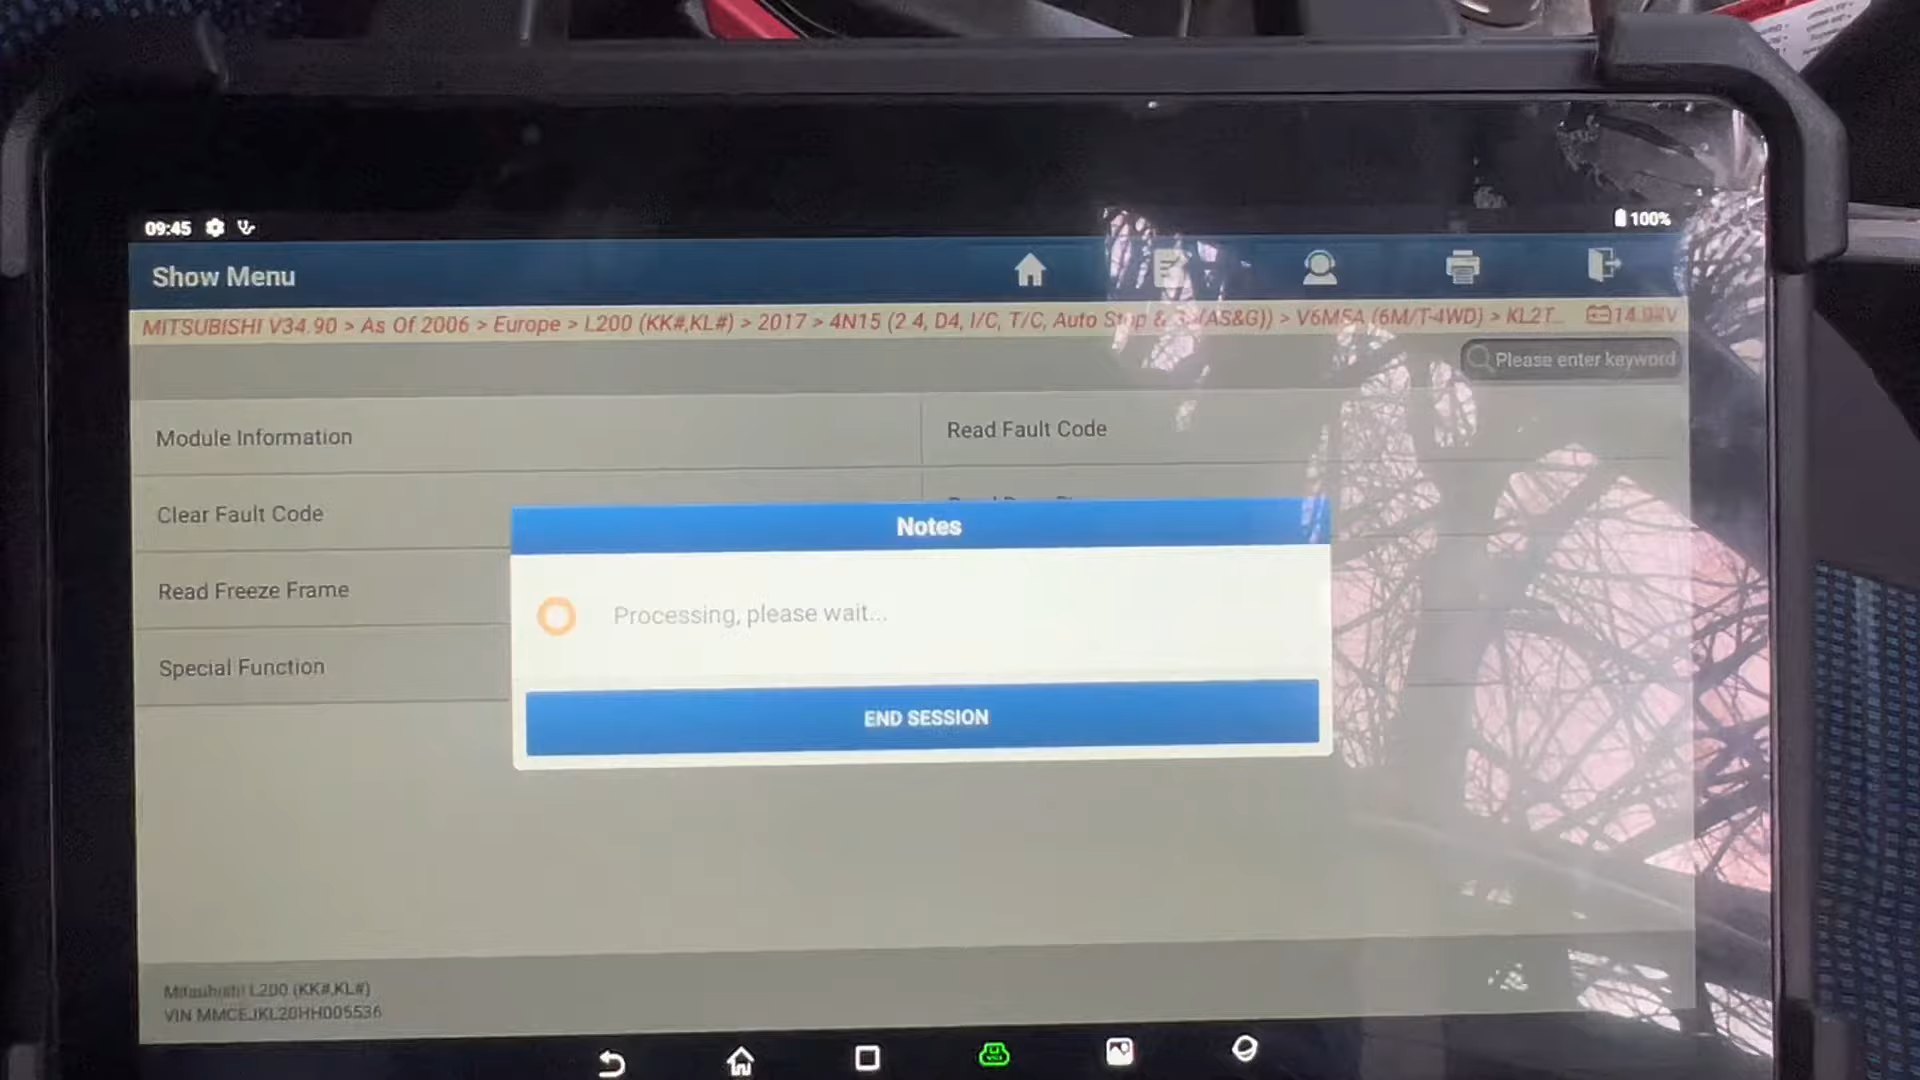 09:45
100%
Show Menu
MITSUBISHI V34.90 > As Of 2006 > Europe > L200 (KK#,KL#) > 2017 > 4N15 (2.4, D4, I/C, T/C, Auto Stop & (AS&G)) > V6M5A (6M/T-4WD) > KL2T...
Please enter keyword
Module Information
Read Fault Code
Clear Fault Code
Read Freeze Frame
Special Function
Notes
Processing, please wait...
END SESSION
Mitsubishi L200 (KK#,KL#)
VIN MMCEJKL20HH005536